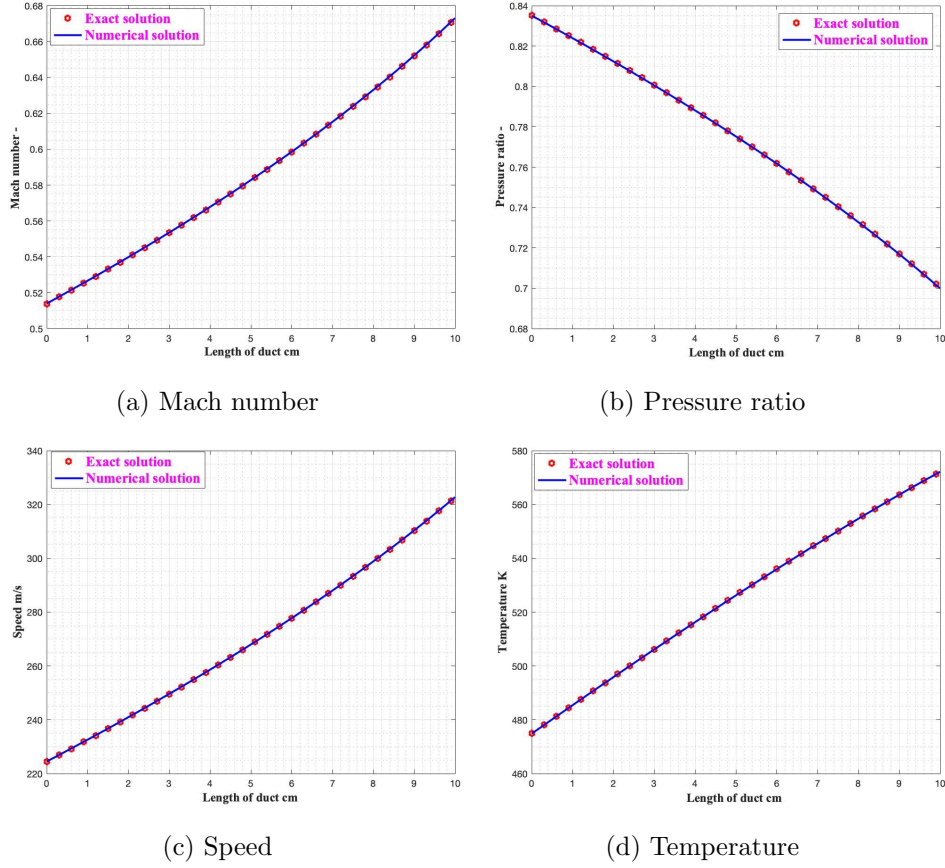 Exact solution
Numerical solution
Mach number -
0.68
0.66
0.64
0.62
0.6
0.58
0.56
0.54
0.52
0.5
0 1 2 3 4 5 6 7 8 9 10
Length of duct cm
(a) Mach number
Exact solution
Numerical solution
Pressure ratio -
0.84
0.82
0.8
0.78
0.76
0.74
0.72
0.7
0.68
0 1 2 3 4 5 6 7 8 9 10
Length of duct cm
(b) Pressure ratio
Exact solution
Numerical solution
Speed m/s
340
320
300
280
260
240
220
0 1 2 3 4 5 6 7 8 9 10
Length of duct cm
(c) Speed
Exact solution
Numerical solution
Temperature K
580
560
540
520
500
480
460
0 1 2 3 4 5 6 7 8 9 10
Length of duct cm
(d) Temperature